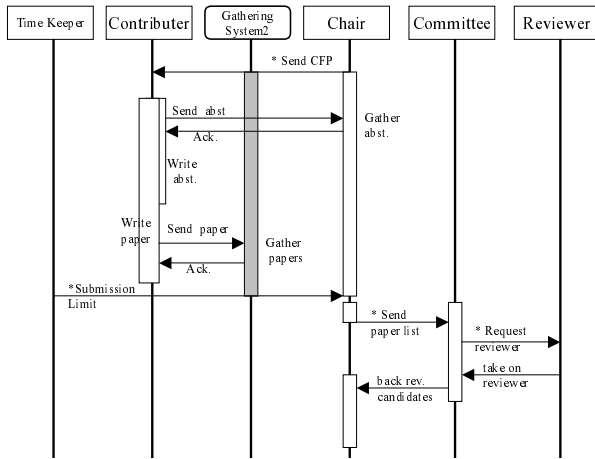 Time Keeper
Contributer
Gathering
System2
Chair
Committee
Reviewer
* Send CFP
Send abst
Gather
abst.
Ack.
Write
abst.
Write
paper
Send paper
Gather
papers
Ack.
*Submission
Limit
* Send
paper list
* Request
reviewer
take on
reviewer
back rev.
candidates